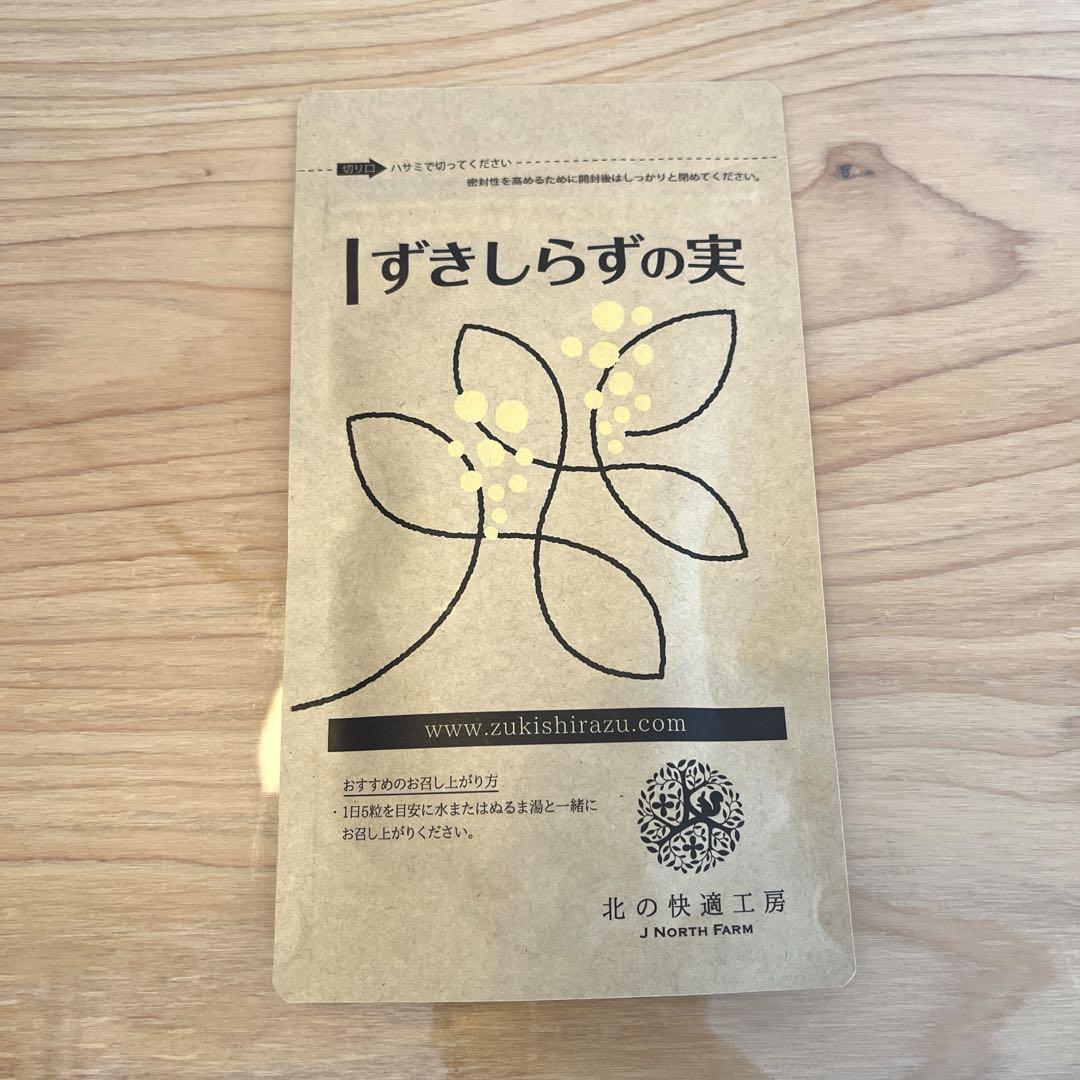 切り口 ハサミで切ってください
密封性を高めるために開封後はしっかりと閉めてください。
ずきしらずの実
www.zukishirazu.com
おすすめのお召し上がり方
・1日5粒を目安に水またはぬるま湯と一緒に
お召し上がりください。
北の快適工房
J NORTH FARM